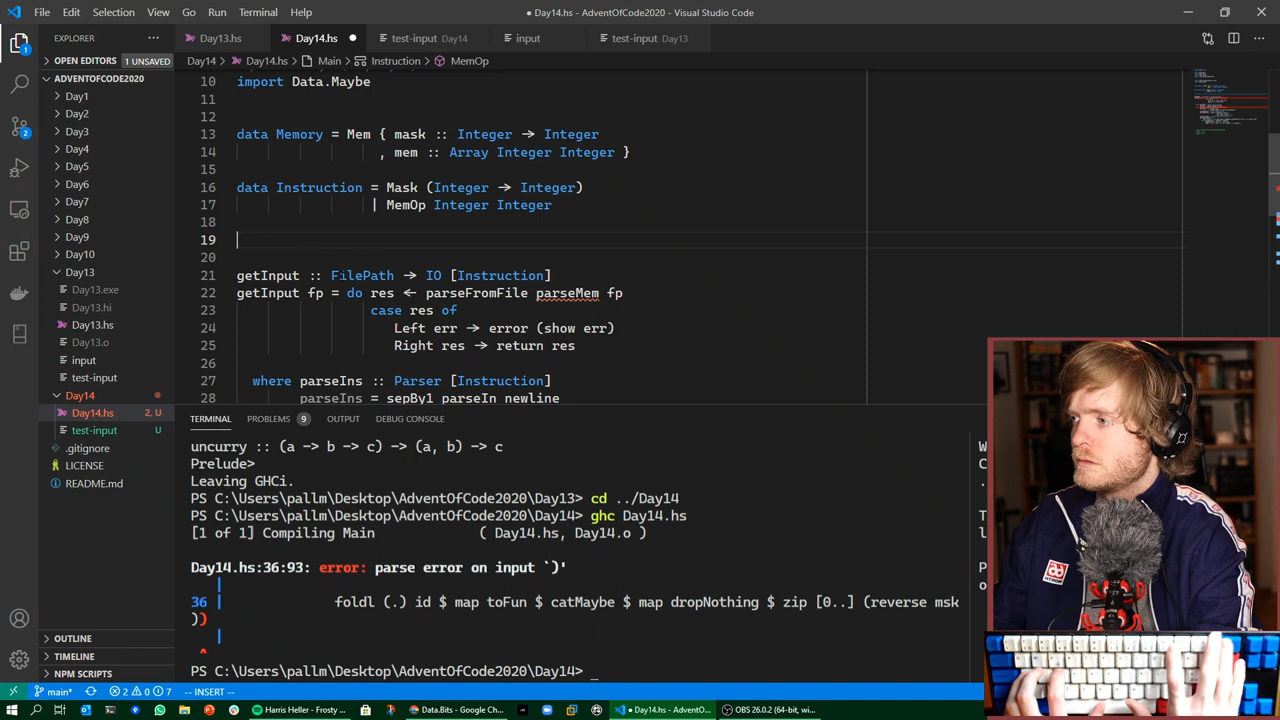 File Edit Selection View Go Run Terminal Help
● Day14.hs - AdventOfCode2020 - Visual Studio Code
EXPLORER
OPEN EDITORS 1 UNSAVED
ADVENTOFCODE2020
Day1
Day2
Day3
Day4
Day5
Day6
Day7
Day8
Day9
Day10
Day13
Day13.exe
Day13.hi
Day13.hs
Day13.o
input
test-input
Day14
Day14.hs 2, U
test-input U
.gitignore
LICENSE
README.md
OUTLINE
TIMELINE
NPM SCRIPTS
Day13.hs Day14.hs test-input Day14 input test-input Day13
Day14 > Day14.hs > Main > Instruction > MemOp
10 import Data.Maybe
11
12
13 data Memory = Mem { mask :: Integer → Integer
14 , mem :: Array Integer Integer }
15
16 data Instruction = Mask (Integer → Integer)
17 | MemOp Integer Integer
18
19
20
21 getInput :: FilePath → IO [Instruction]
22 getInput fp = do res ← parseFromFile parseMem fp
23 case res of
24 Left err → error (show err)
25 Right res → return res
26
27 where parseIns :: Parser [Instruction]
28 parseIns = sepBy1 parseIn newline
TERMINAL PROBLEMS 9 OUTPUT DEBUG CONSOLE
uncurry :: (a -> b -> c) -> (a, b) -> c
Prelude>
Leaving GHCi.
PS C:\Users\pallm\Desktop\AdventOfCode2020\Day13> cd ../Day14
PS C:\Users\pallm\Desktop\AdventOfCode2020\Day14> ghc Day14.hs
[1 of 1] Compiling Main ( Day14.hs, Day14.o )
Day14.hs:36:93: error: parse error on input `)'
|
36 | foldl (.) id $ map toFun $ catMaybe $ map dropNothing $ zip [0..] (reverse msk
))
| ^
PS C:\Users\pallm\Desktop\AdventOfCode2020\Day14> _
main* 2 0 7 -- INSERT --
Harris Heller - Frosty
Data.Bits - Google Ch...
● Day14.hs - AdventO...
OBS 26.0.2 (64-bit, w...